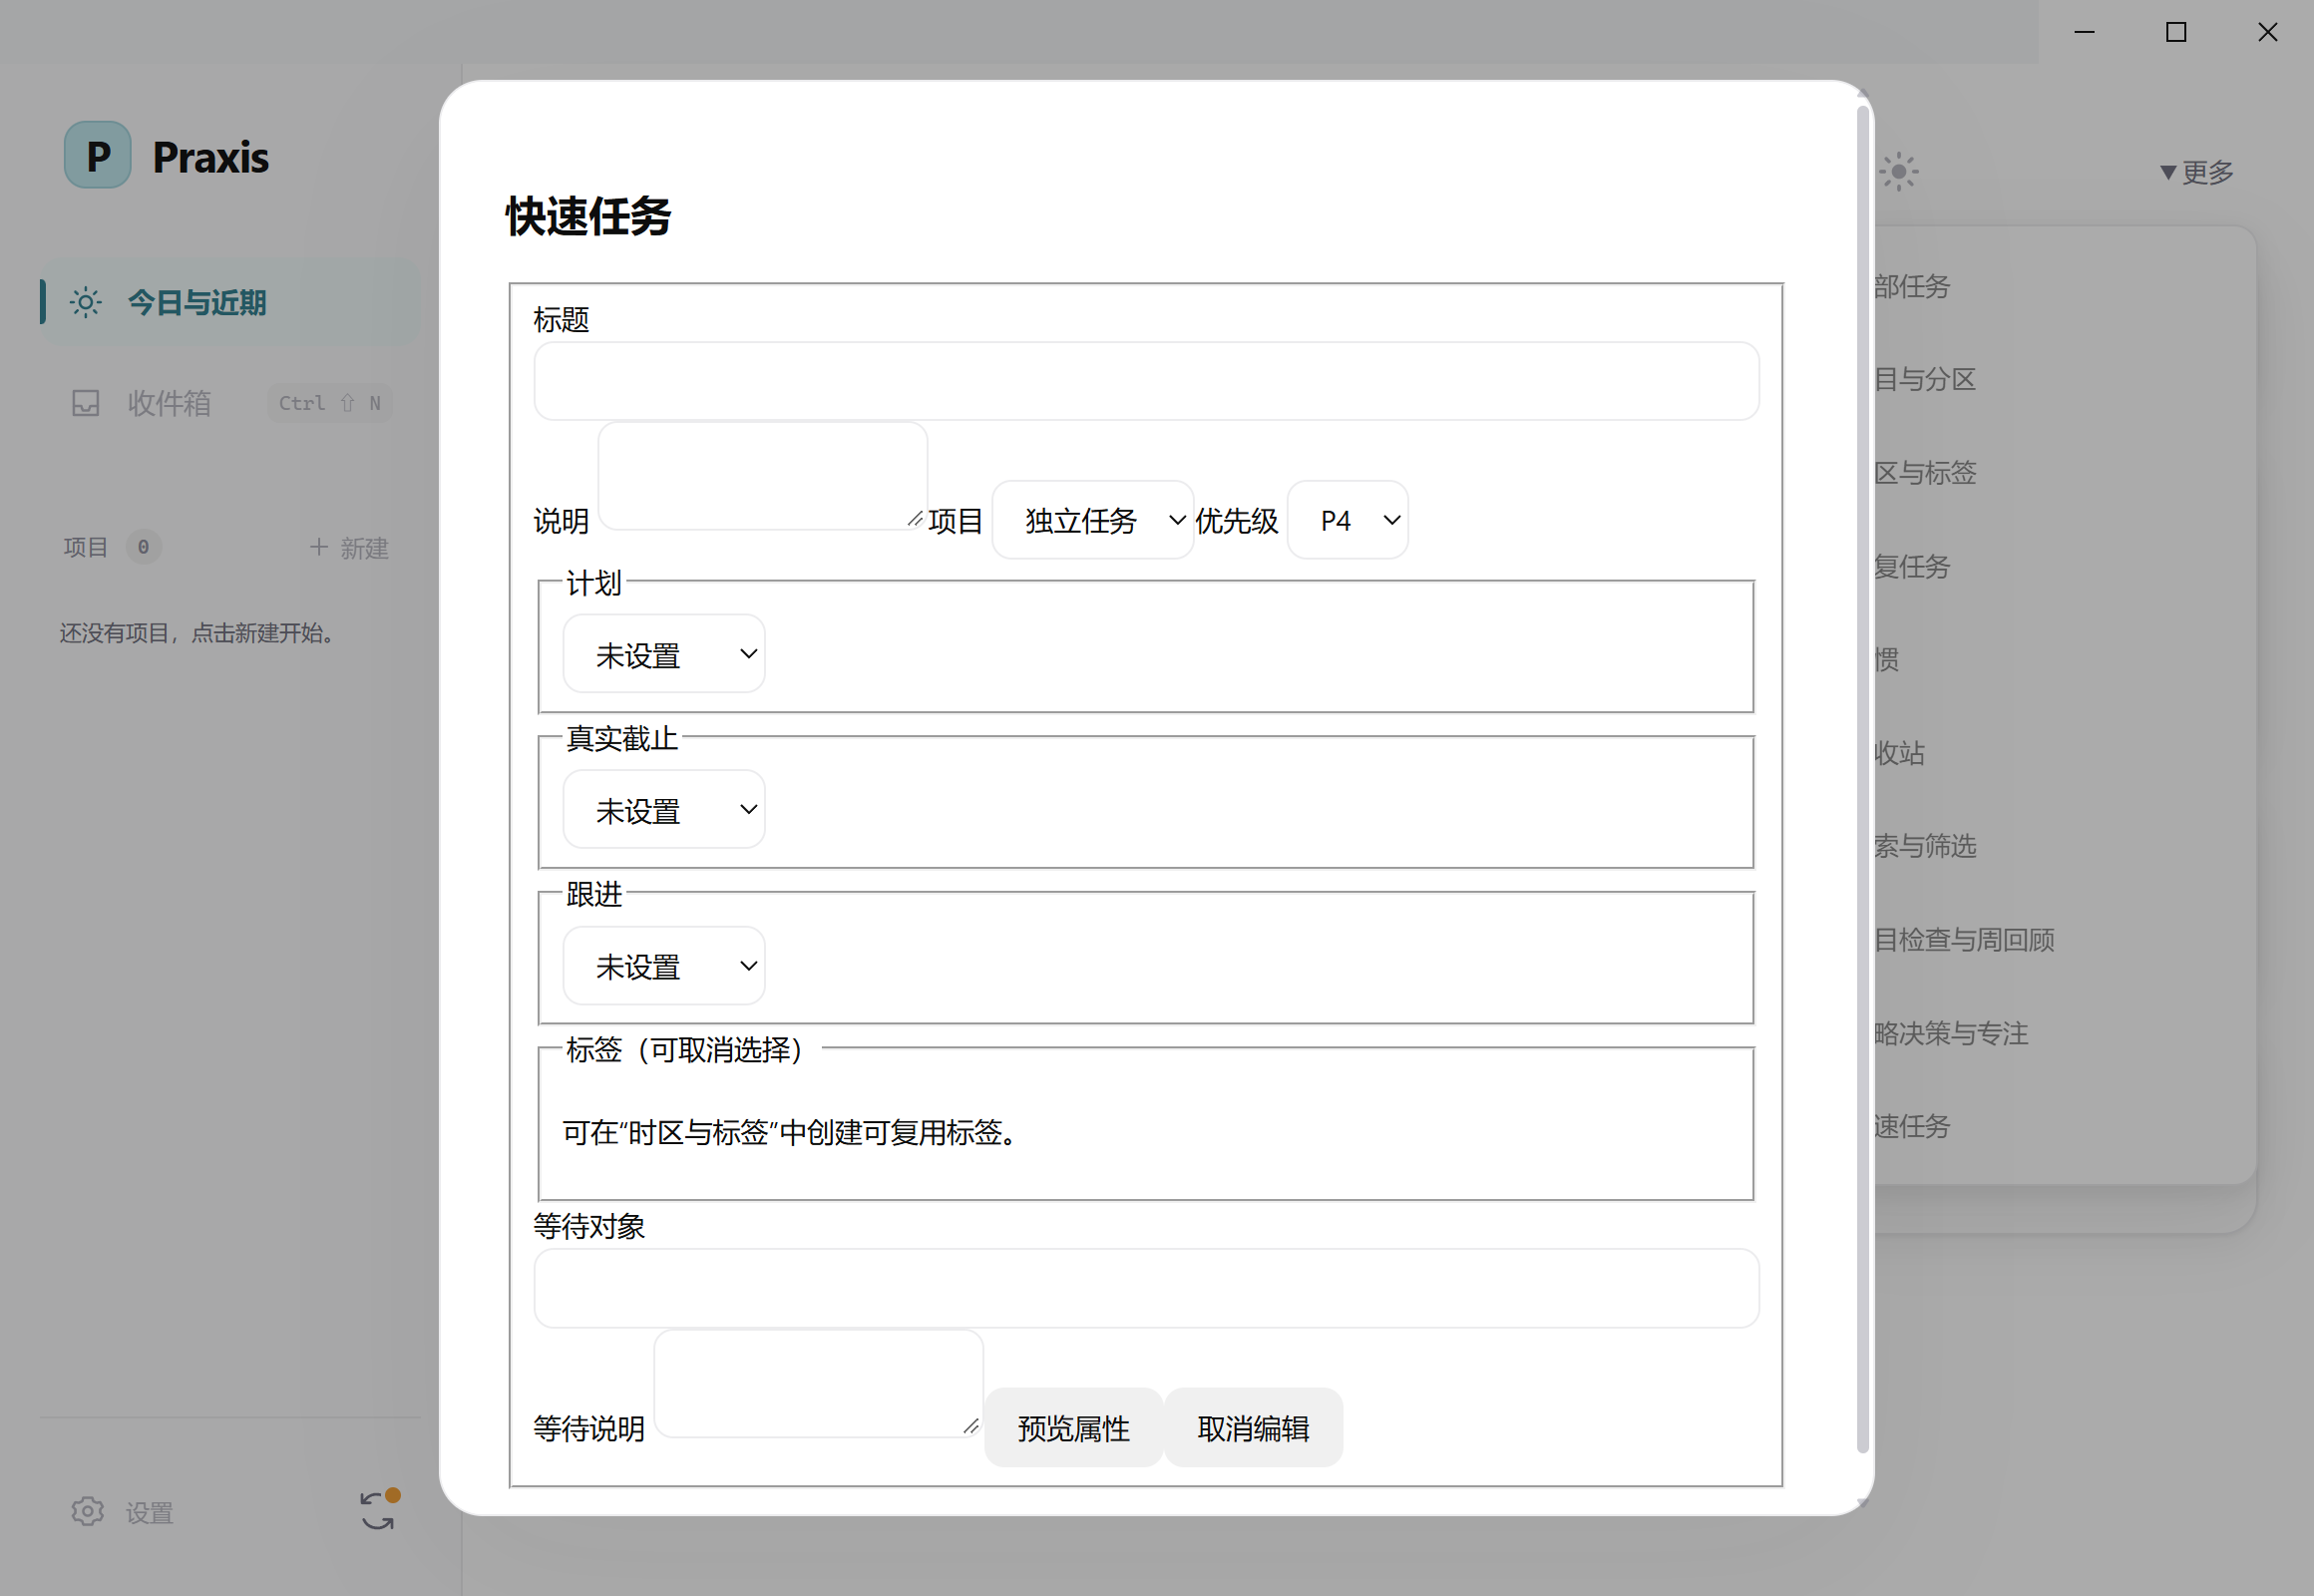 P Praxis
今日与近期
收件箱 Ctrl ⇧ N
项目 0 + 新建
还没有项目，点击新建开始。
设置
快速任务
标题
说明 项目 独立任务 优先级 P4
计划
未设置
真实截止
未设置
跟进
未设置
标签（可取消选择）
可在“时区与标签”中创建可复用标签。
等待对象
等待说明 预览属性 取消编辑
▼更多
部任务
目与分区
区与标签
复任务
惯
收站
索与筛选
目检查与周回顾
略决策与专注
速任务